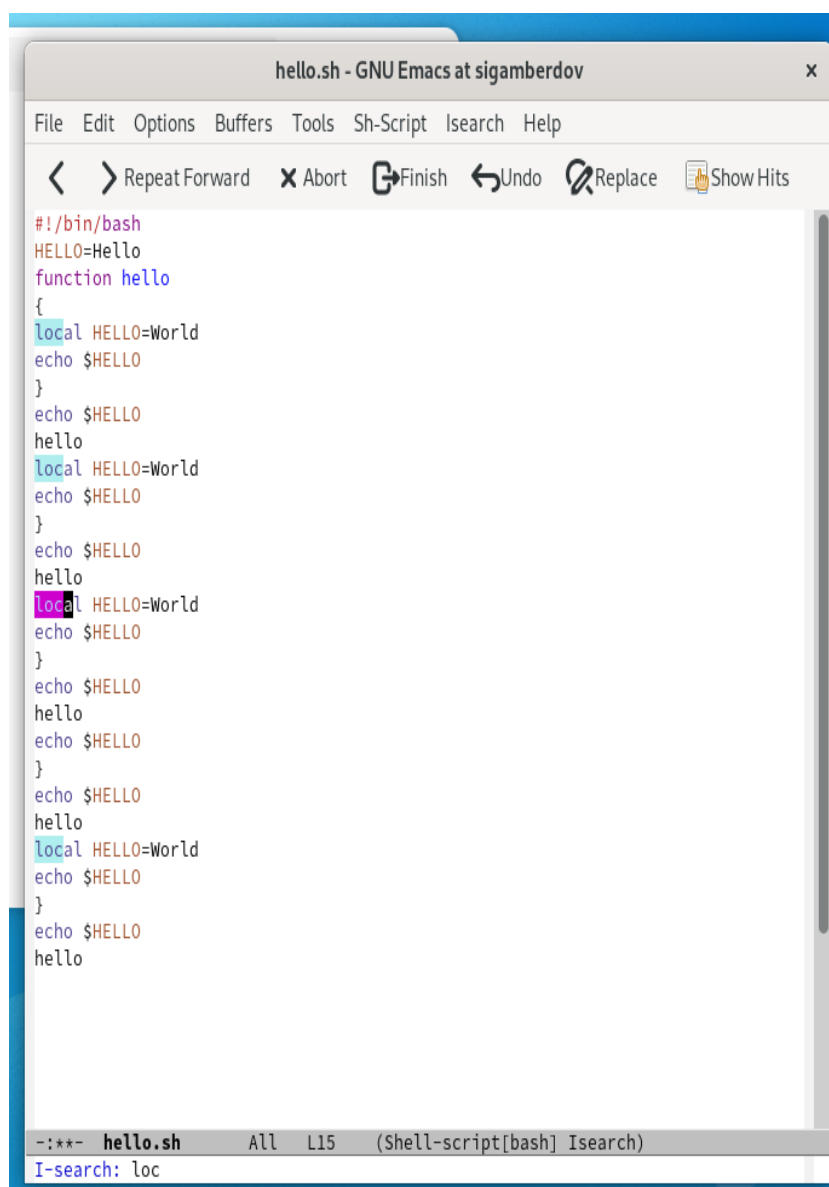 hello.sh - GNU Emacs at sigamberdov x
File Edit Options Buffers Tools Sh-Script Isearch Help
Repeat Forward Abort Finish Undo Replace Show Hits
#!/bin/bash
HELLO=Hello
function hello
{
local HELLO=World
echo $HELLO
}
echo $HELLO
hello
local HELLO=World
echo $HELLO
}
echo $HELLO
hello
local HELLO=World
echo $HELLO
}
echo $HELLO
hello
echo $HELLO
}
echo $HELLO
hello
local HELLO=World
echo $HELLO
}
echo $HELLO
hello
-:**- hello.sh All L15 (Shell-script[bash] Isearch)
I-search: loc